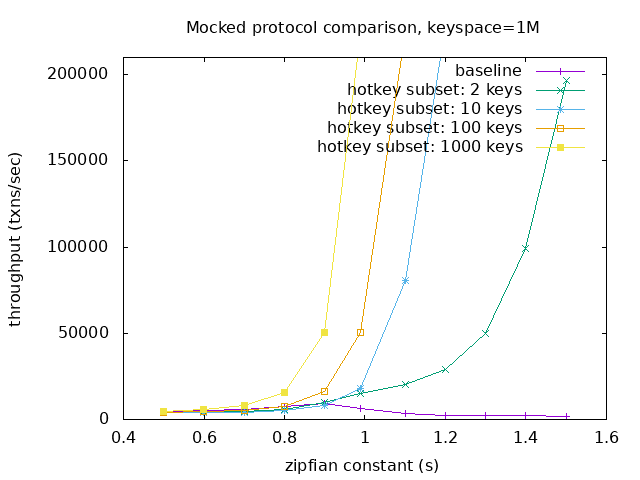 Mocked protocol comparison, keyspace=1M
throughput (txns/sec)
200000
150000
100000
50000
0
baseline
hotkey subset: 2 keys
hotkey subset: 10 keys
hotkey subset: 100 keys
hotkey subset: 1000 keys
0.4 0.6 0.8 1 1.2 1.4 1.6
zipfian constant (s)